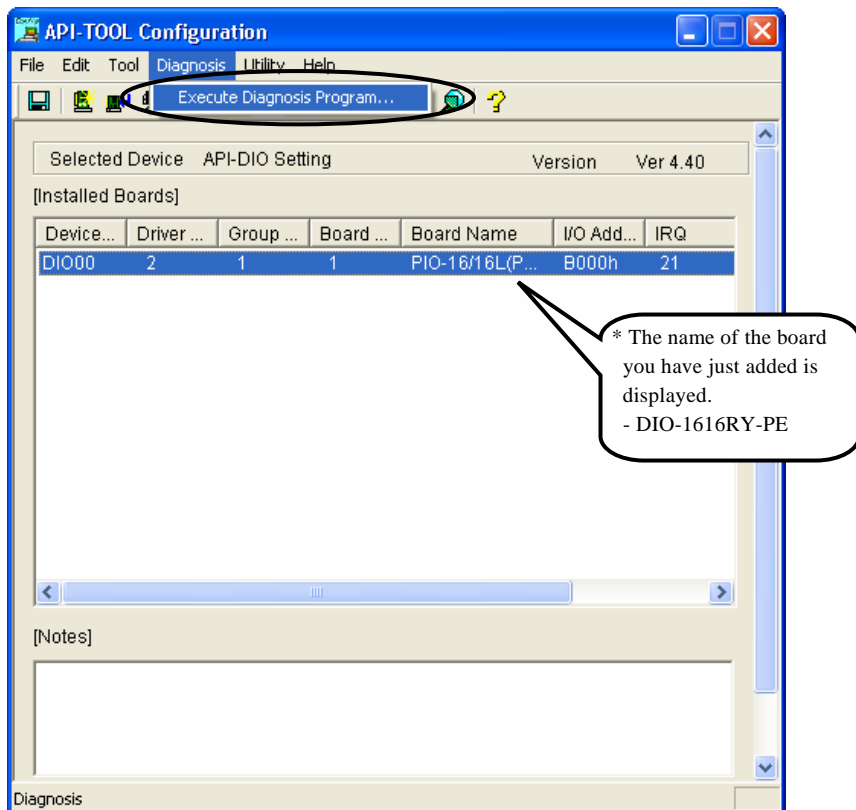 API-TOOL Configuration
File Edit Tool Diagnosis Utility Help
Execute Diagnosis Program...
Selected Device API-DIO Setting Version Ver 4.40
[Installed Boards]
Device... Driver ... Group ... Board ... Board Name I/O Add... IRQ
DIO00 2 1 1 PIO-16/16L(P... B000h 21
* The name of the board
you have just added is
displayed.
- DIO-1616RY-PE
[Notes]
Diagnosis